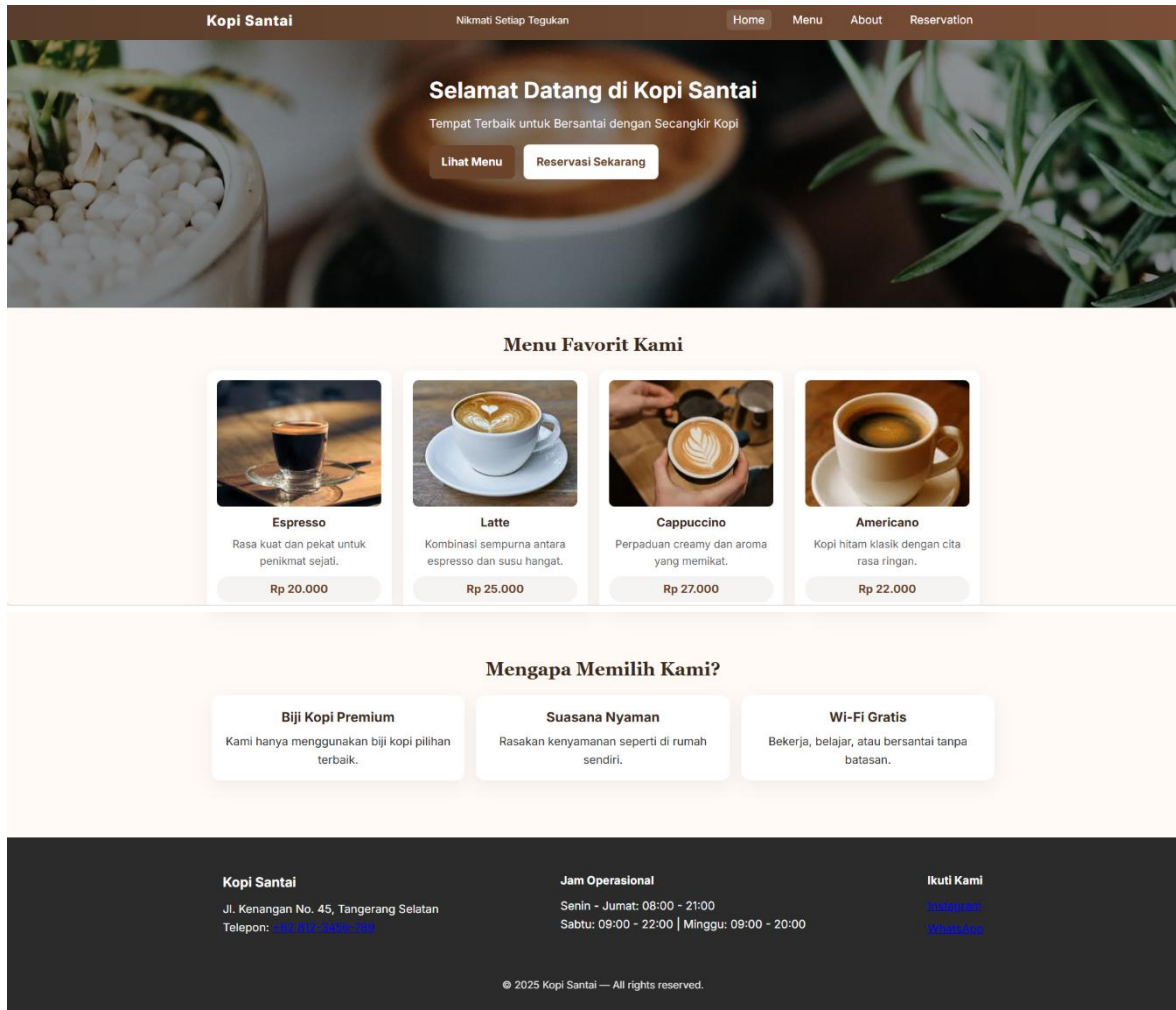 Kopi Santai
Nikmati Setiap Tegukan
Home Menu About Reservation
Selamat Datang di Kopi Santai
Tempat Terbaik untuk Bersantai dengan Secangkir Kopi
Lihat Menu Reservasi Sekarang
Menu Favorit Kami
Espresso
Rasa kuat dan pekat untuk
penikmat sejati.
Rp 20.000
Latte
Kombinasi sempurna antara
espresso dan susu hangat.
Rp 25.000
Cappuccino
Perpaduan creamy dan aroma
yang memikat.
Rp 27.000
Americano
Kopi hitam klasik dengan cita
rasa ringan.
Rp 22.000
Mengapa Memilih Kami?
Biji Kopi Premium
Kami hanya menggunakan biji kopi pilihan
terbaik.
Suasana Nyaman
Rasakan kenyamanan seperti di rumah
sendiri.
Wi-Fi Gratis
Bekerja, belajar, atau bersantai tanpa
batasan.
Kopi Santai
Jl. Kenangan No. 45, Tangerang Selatan
Telepon: +62 812-3456-789
Jam Operasional
Senin - Jumat: 08:00 - 21:00
Sabtu: 09:00 - 22:00 | Minggu: 09:00 - 20:00
Ikuti Kami
Instagram
WhatsApp
© 2025 Kopi Santai — All rights reserved.